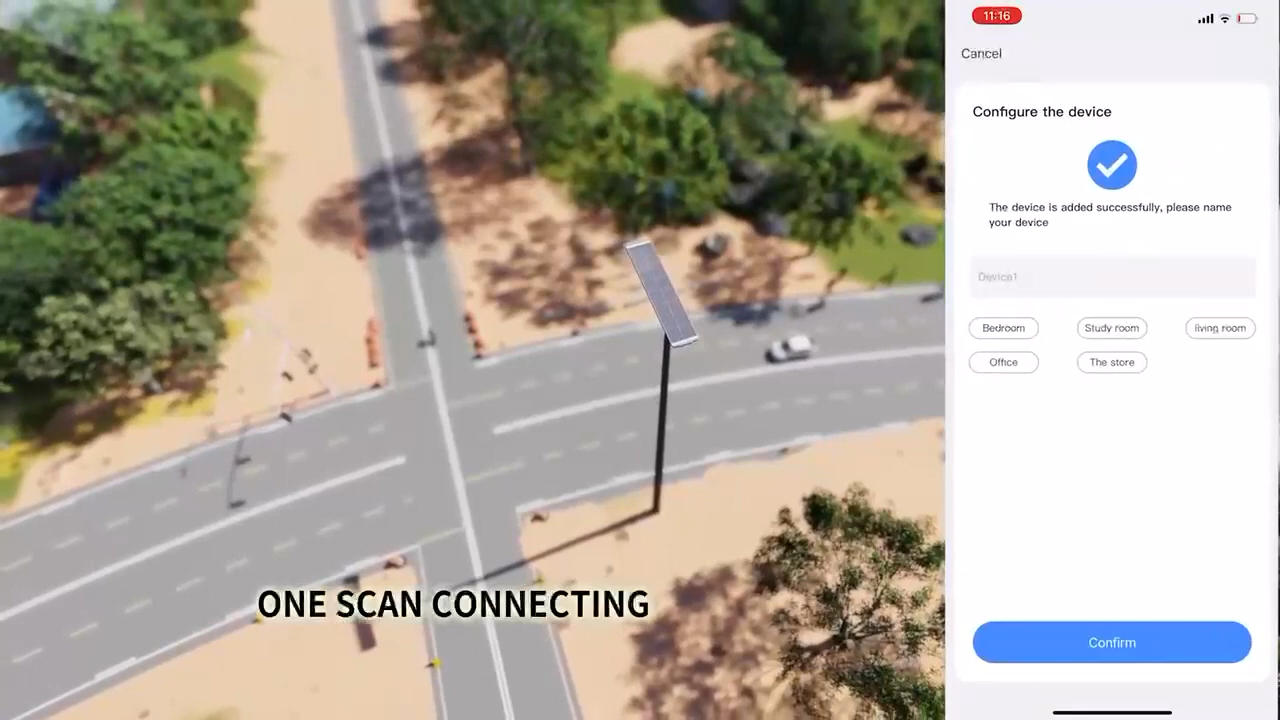 11:16
Cancel
Configure the device
The device is added successfully, please name
your device
Device1
Bedroom
Study room
living room
Office
The store
ONE SCAN CONNECTING
Confirm